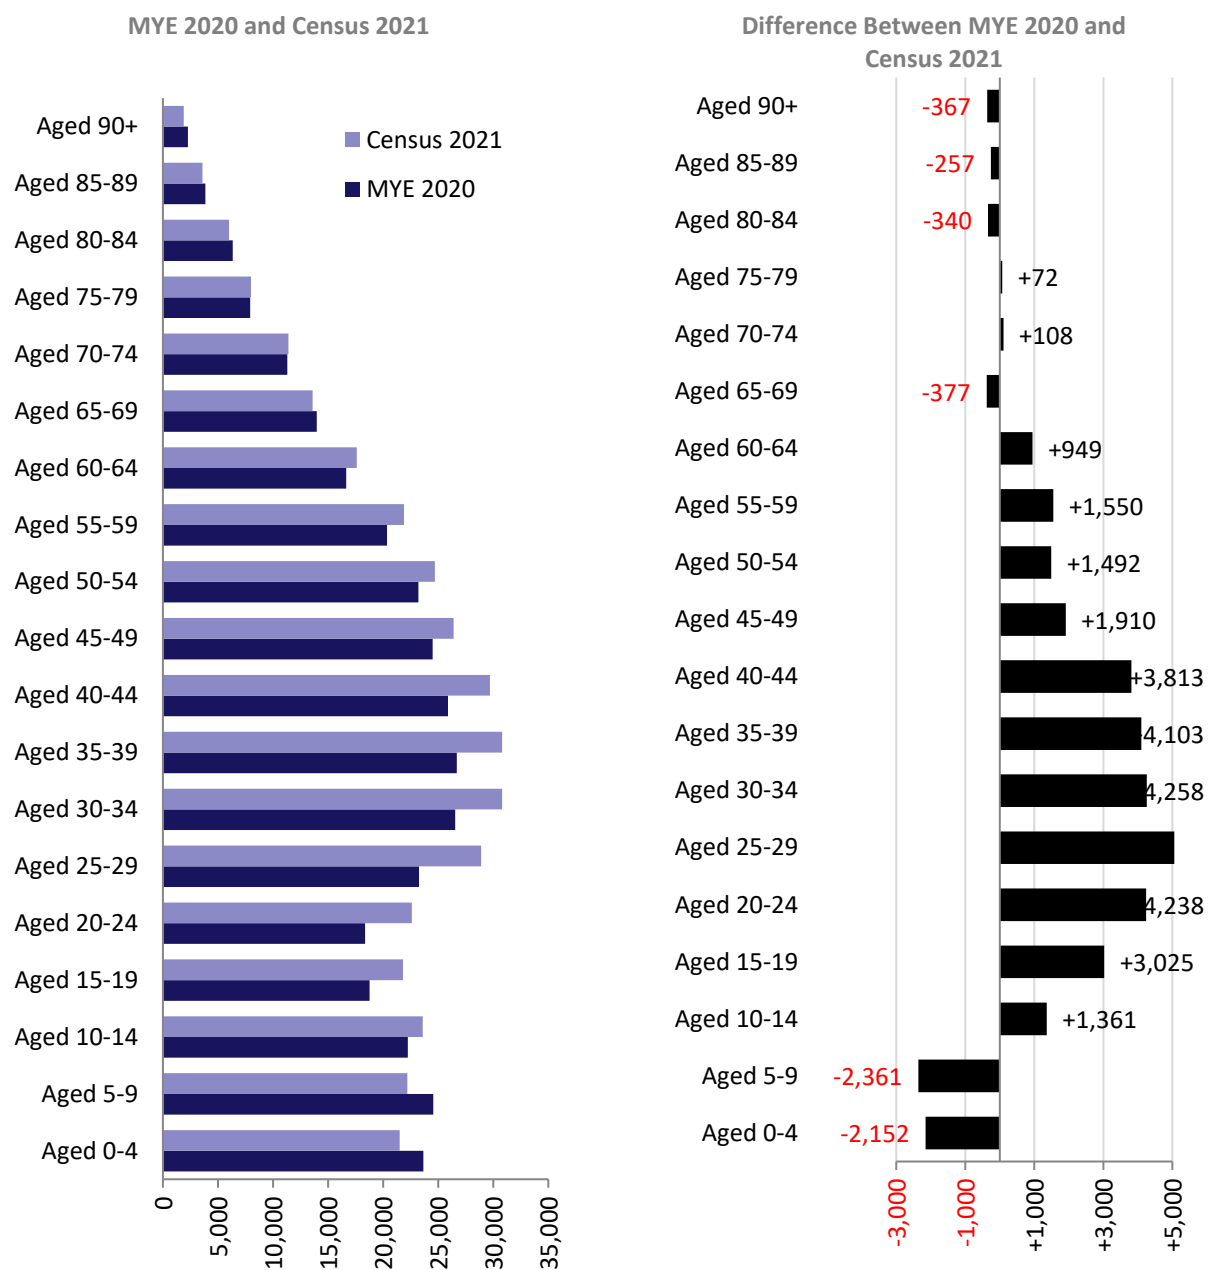 MYE 2020 and Census 2021
Aged 90+
Aged 85-89
Aged 80-84
Aged 75-79
Aged 70-74
Aged 65-69
Aged 60-64
Aged 55-59
Aged 50-54
Aged 45-49
Aged 40-44
Aged 35-39
Aged 30-34
Aged 25-29
Aged 20-24
Aged 15-19
Aged 10-14
Aged 5-9
Aged 0-4
Census 2021
MYE 2020
0
5,000
10,000
15,000
20,000
25,000
30,000
35,000
Difference Between MYE 2020 and
Census 2021
Aged 90+ -367
Aged 85-89 -257
Aged 80-84 -340
Aged 75-79 +72
Aged 70-74 +108
Aged 65-69 -377
Aged 60-64 +949
Aged 55-59 +1,550
Aged 50-54 +1,492
Aged 45-49 +1,910
Aged 40-44 +3,813
Aged 35-39 4,103
Aged 30-34 4,258
Aged 25-29
Aged 20-24 4,238
Aged 15-19 +3,025
Aged 10-14 +1,361
Aged 5-9 -2,361
Aged 0-4 -2,152
-3,000
-1,000
+1,000
+3,000
+5,000